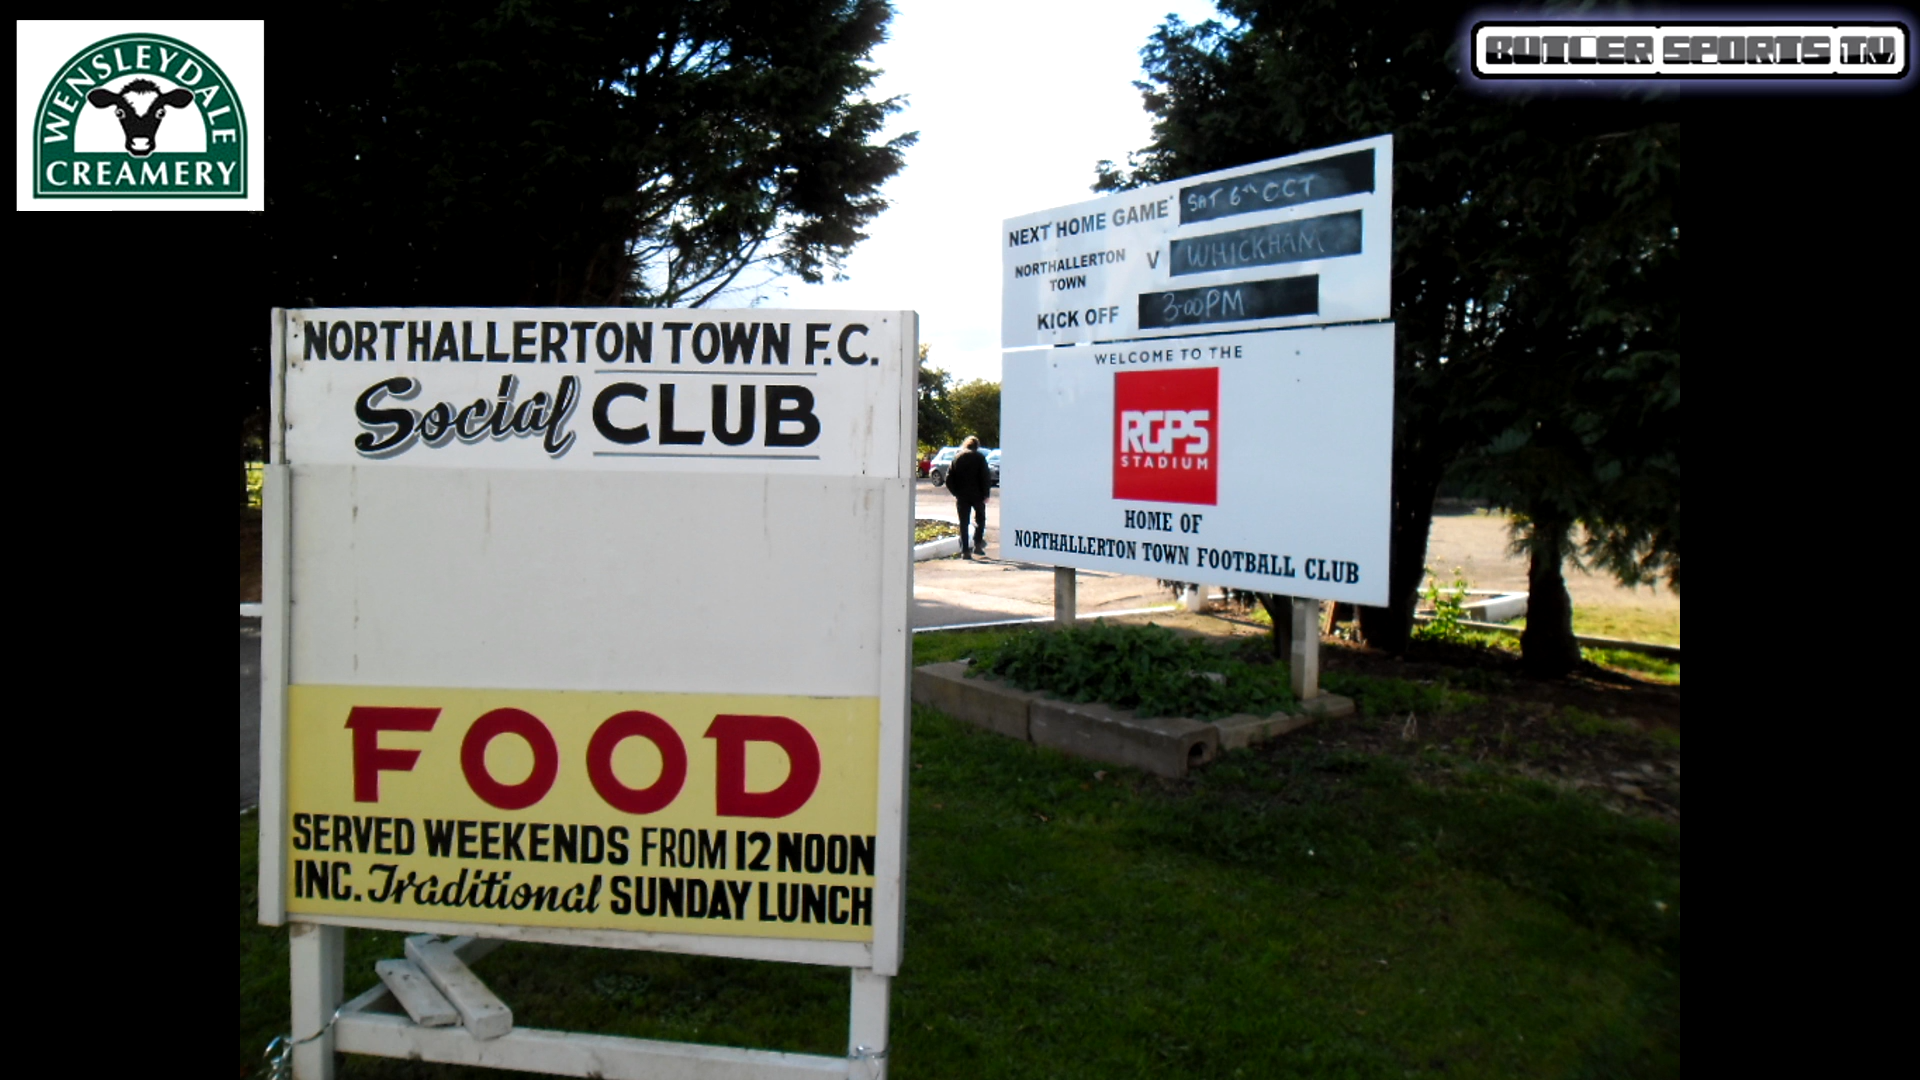 WENSLEYDALE
CREAMERY
BUTLER SPORTS TV
NORTHALLERTON TOWN F.C.
Social CLUB
FOOD
SERVED WEEKENDS FROM 12 NOON
INC. Traditional SUNDAY LUNCH
NEXT HOME GAME SAT 6th OCT
NORTHALLERTON
TOWN
V WHICKHAM
KICK OFF 3·00PM
WELCOME TO THE
RGPS
STADIUM
HOME OF
NORTHALLERTON TOWN FOOTBALL CLUB